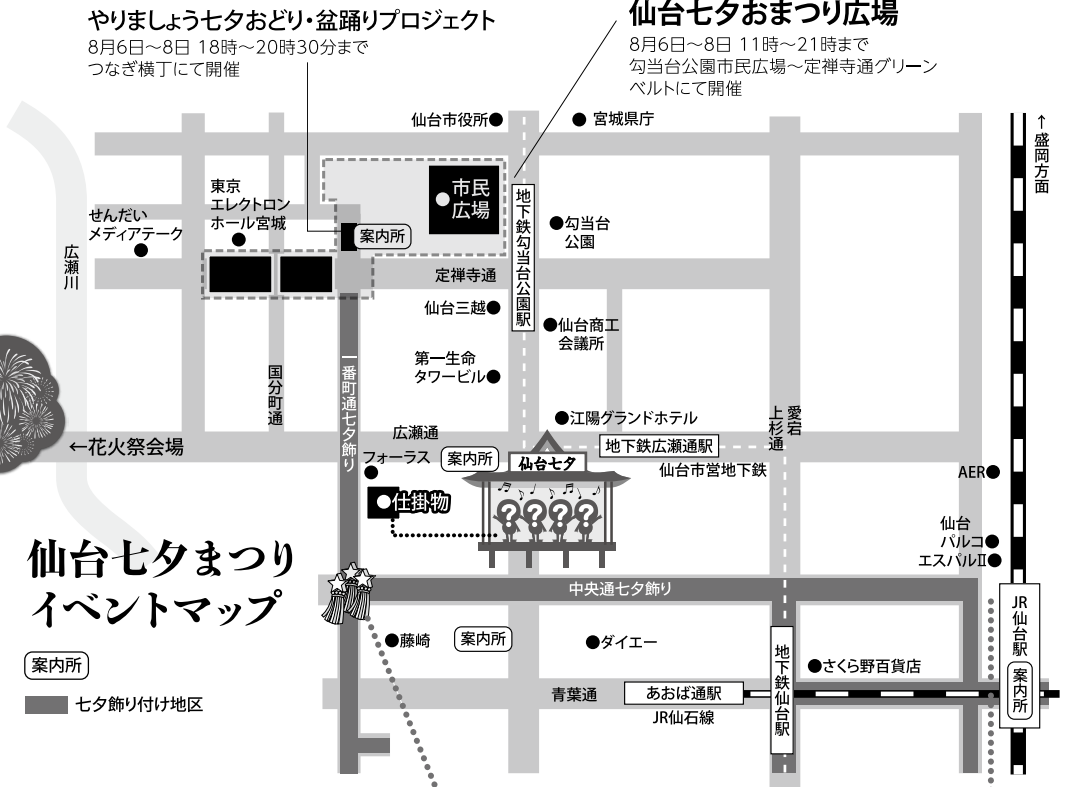 やりましょう七夕おどり・盆踊りプロジェクト
8月6日～8日 18時～20時30分まで
つなぎ横丁にて開催
仙台七夕おまつり広場
8月6日～8日 11時～21時まで
勾当台公園市民広場～定禅寺通グリーン
ベルトにて開催
仙台市役所
宮城県庁
↑盛岡方面
市民
広場
東京
エレクトロン
ホール宮城
せんだい
メディアテーク
案内所
地下鉄勾当台公園駅
勾当台
公園
広瀬川
定禅寺通
仙台三越
仙台商工
会議所
第一生命
タワービル
国分町通
一番町通七夕飾り
江陽グランドホテル
愛宕
上杉通
広瀬通
地下鉄広瀬通駅
←花火祭会場
フォーラス
案内所
仙台七夕
仙台市営地下鉄
AER
仕掛物
????
仙台
パルコ
エスパルII
仙台七夕まつり
イベントマップ
中央通七夕飾り
JR仙台駅
案内所
藤崎
案内所
ダイエー
地下鉄仙台駅
さくら野百貨店
案内所
青葉通
あおば通駅
JR仙石線
七夕飾り付け地区